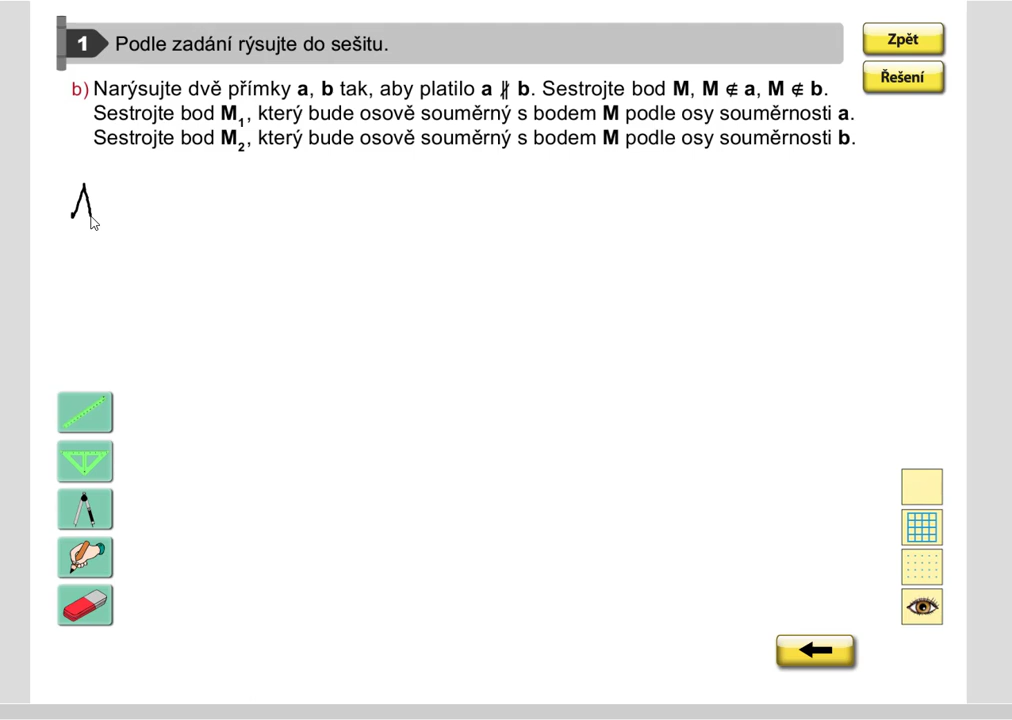 1 Podle zadání rýsujte do sešitu.
Zpět
Řešení
b) Narýsujte dvě přímky a, b tak, aby platilo a ∦ b. Sestrojte bod M, M ∉ a, M ∉ b.
Sestrojte bod M₁, který bude osově souměrný s bodem M podle osy souměrnosti a.
Sestrojte bod M₂, který bude osově souměrný s bodem M podle osy souměrnosti b.